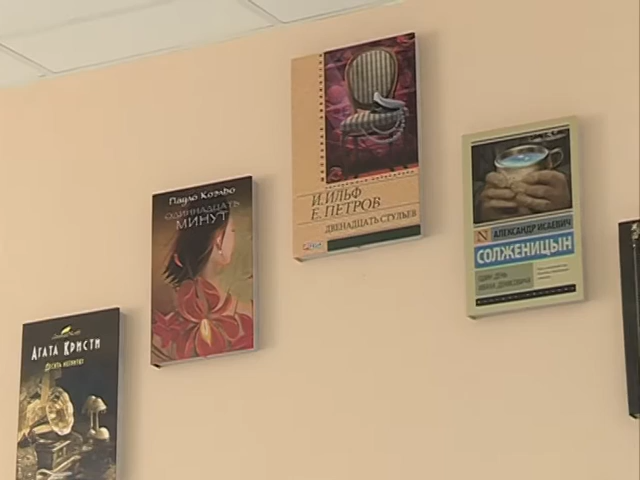 Агата Кристи
Десять негритят
Пауло Коэльо
ОДИННАДЦАТЬ
МИНУТ
И. ИЛЬФ
Е. ПЕТРОВ
ДВЕНАДЦАТЬ СТУЛЬЕВ
АЛЕКСАНДР ИСАЕВИЧ
СОЛЖЕНИЦЫН
ОДИН ДЕНЬ
ИВАНА ДЕНИСОВИЧА